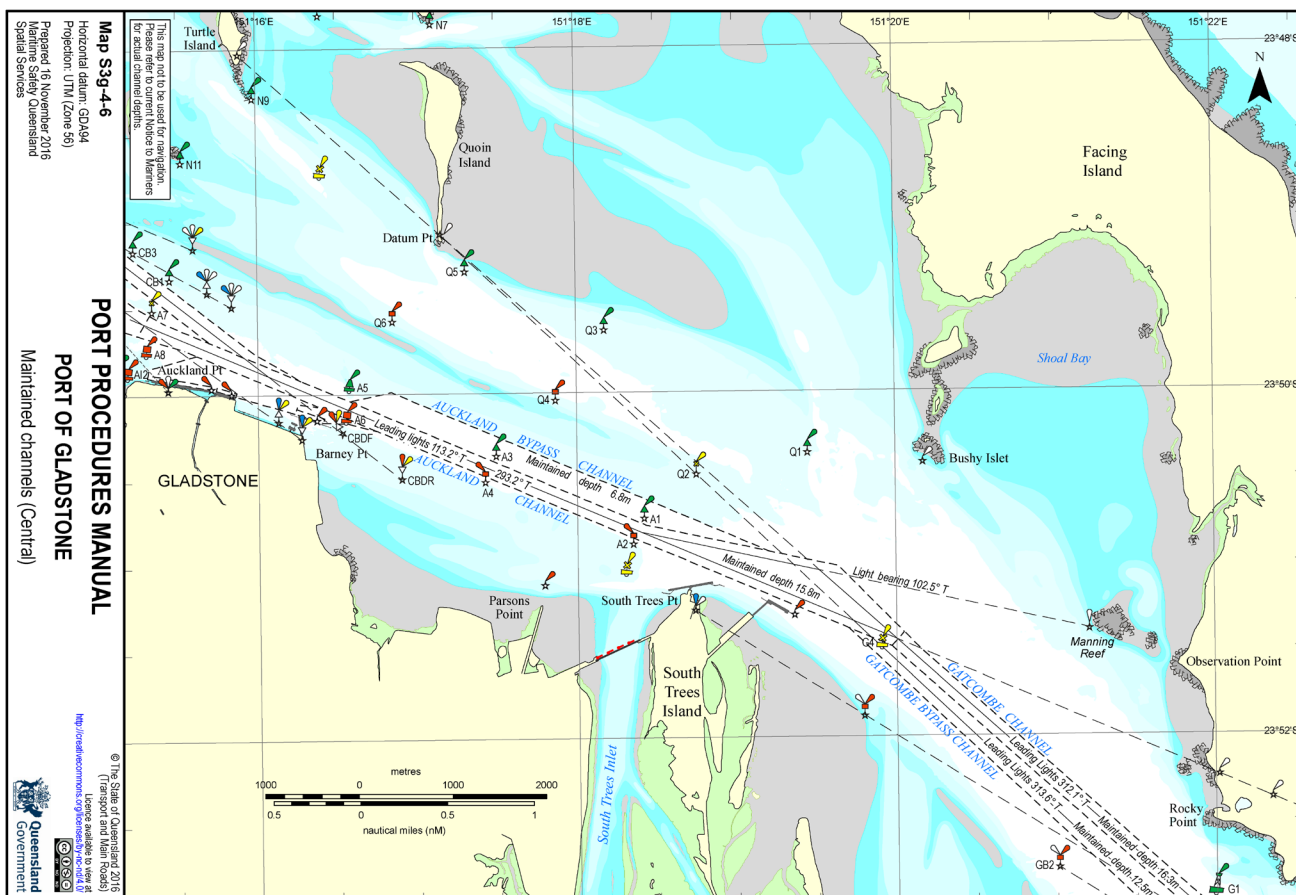 Map S3g-4-6
Horizontal datum: GDA94
Projection: UTM (Zone 56)
Prepared 16 November 2016
Maritime Safety Queensland
Spatial Services
This map not to be used for navigation.
Please refer to current Notice to Mariners
for actual channel depths.
PORT PROCEDURES MANUAL
PORT OF GLADSTONE
Maintained channels (Central)
© The State of Queensland 2016
(Transport and Main Roads)
Licence available to view at
http://creativecommons.org/licenses/by-nc-nd/4.0/
Queensland
Government
151°16'E
151°18'E
151°20'E
151°22'E
23°48'S
23°50'S
23°52'S
N
Turtle
Island
N7
N9
N11
Quoin
Island
Facing
Island
Datum Pt
Q5
CB3
CB1
A7
Q6
Q3
A8
Auckland Pt
A5
A6
CBDF
Barney Pt
CBDR
GLADSTONE
Q4
Q2
Q1
Shoal Bay
Bushy Islet
AUCKLAND BYPASS CHANNEL
Maintained depth 6.8m
Leading lights 113.2° T
293.2° T
AUCKLAND CHANNEL
A3
A4
A1
A2
Maintained depth 15.8m
Light bearing 102.5° T
Parsons
Point
South Trees Pt
South
Trees
Island
South Trees Inlet
G4
Manning
Reef
Observation Point
GATCOMBE CHANNEL
GATCOMBE BYPASS CHANNEL
Leading Lights 312.1° T
Maintained depth 16.3m
Leading Lights 313.6° T
Maintained depth 12.5m
Rocky
Point
GB2
G1
metres
1000 0 1000 2000
0.5 0 0.5 1
nautical miles (nM)